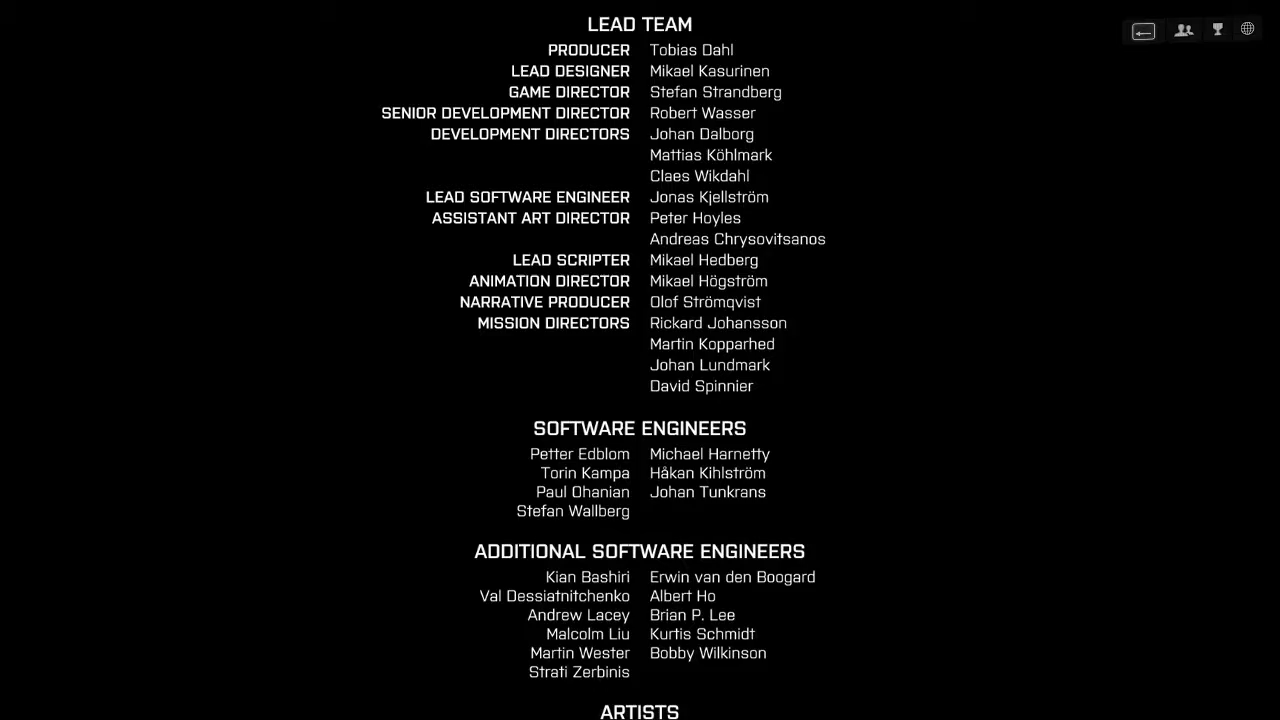 LEAD TEAM
PRODUCER Tobias Dahl
LEAD DESIGNER Mikael Kasurinen
GAME DIRECTOR Stefan Strandberg
SENIOR DEVELOPMENT DIRECTOR Robert Wasser
DEVELOPMENT DIRECTORS Johan Dalborg
Mattias Köhlmark
Claes Wikdahl
LEAD SOFTWARE ENGINEER Jonas Kjellström
ASSISTANT ART DIRECTOR Peter Hoyles
Andreas Chrysovitsanos
LEAD SCRIPTER Mikael Hedberg
ANIMATION DIRECTOR Mikael Högström
NARRATIVE PRODUCER Olof Strömqvist
MISSION DIRECTORS Rickard Johansson
Martin Kopparhed
Johan Lundmark
David Spinnier
SOFTWARE ENGINEERS
Petter Edblom Michael Harnetty
Torin Kampa Håkan Kihlström
Paul Ohanian Johan Tunkrans
Stefan Wallberg
ADDITIONAL SOFTWARE ENGINEERS
Kian Bashiri Erwin van den Boogard
Val Dessiatnitchenko Albert Ho
Andrew Lacey Brian P. Lee
Malcolm Liu Kurtis Schmidt
Martin Wester Bobby Wilkinson
Strati Zerbinis
ARTISTS